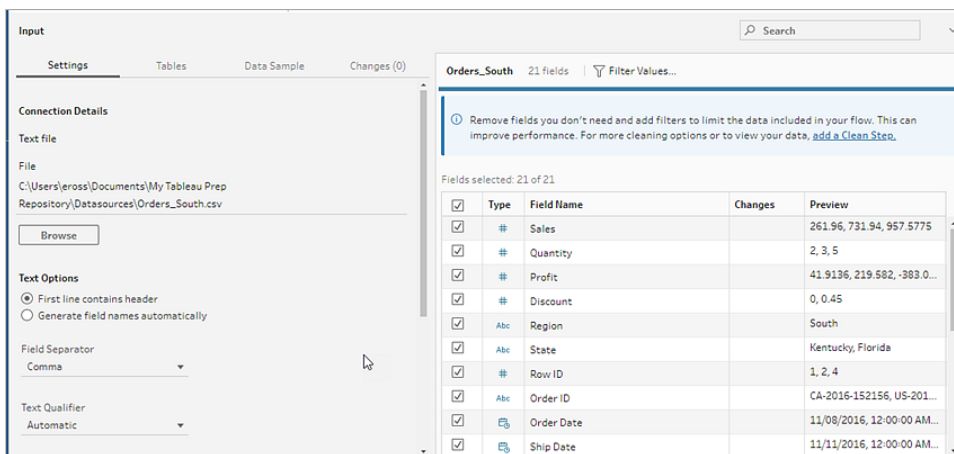 Input
Search
Settings Tables Data Sample Changes (0)
Connection Details
Text file
File
C:\Users\eross\Documents\My Tableau Prep
Repository\Datasources\Orders_South.csv
Browse
Text Options
First line contains header
Generate field names automatically
Field Separator
Comma
Text Qualifier
Automatic
Orders_South 21 fields Filter Values...
Remove fields you don't need and add filters to limit the data included in your flow. This can
improve performance. For more cleaning options or to view your data, add a Clean Step.
Fields selected: 21 of 21
Type Field Name Changes Preview
# Sales 261.96, 731.94, 957.5775
# Quantity 2, 3, 5
# Profit 41.9136, 219.582, -383.0...
# Discount 0, 0.45
Abc Region South
Abc State Kentucky, Florida
# Row ID 1, 2, 4
Abc Order ID CA-2016-152156, US-201...
Order Date 11/08/2016, 12:00:00 AM...
Ship Date 11/11/2016, 12:00:00 AM...